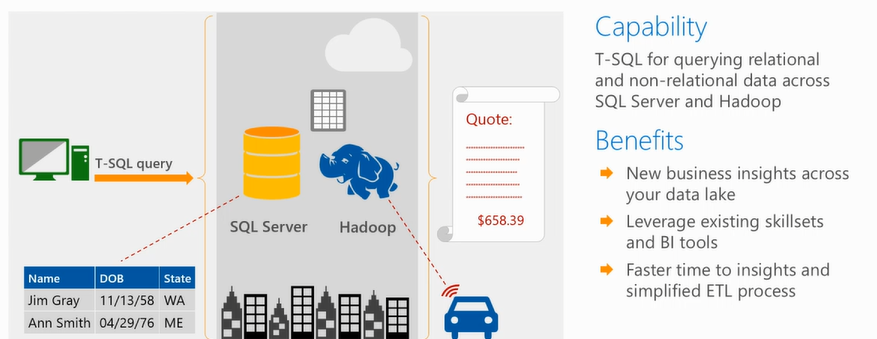 T-SQL query
SQL Server
Hadoop
Name DOB State
Jim Gray 11/13/58 WA
Ann Smith 04/29/76 ME
Quote:
$658.39
Capability
T-SQL for querying relational
and non-relational data across
SQL Server and Hadoop
Benefits
New business insights across
your data lake
Leverage existing skillsets
and BI tools
Faster time to insights and
simplified ETL process